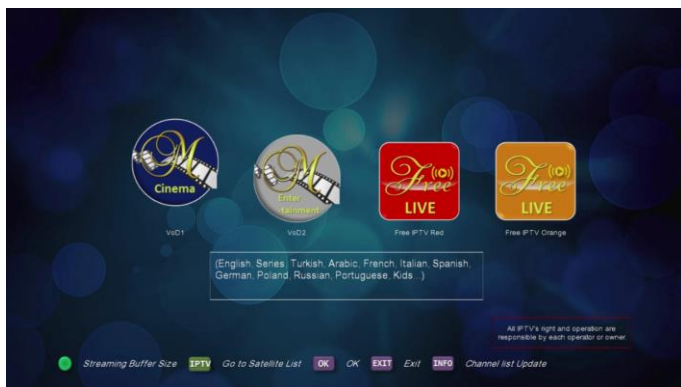 M
Cinema
M
Enter
-tainment
Free
LIVE
Free
LIVE
VoD1
VoD2
Free IPTV Red
Free IPTV Orange
(English, Series, Turkish, Arabic, French, Italian, Spanish,
German, Poland, Russian, Portuguese, Kids...)
All IPTV's right and operation are
responsible by each operator or owner.
Streaming Buffer Size IPTV Go to Satellite List OK OK EXIT Exit INFO Channel list Update